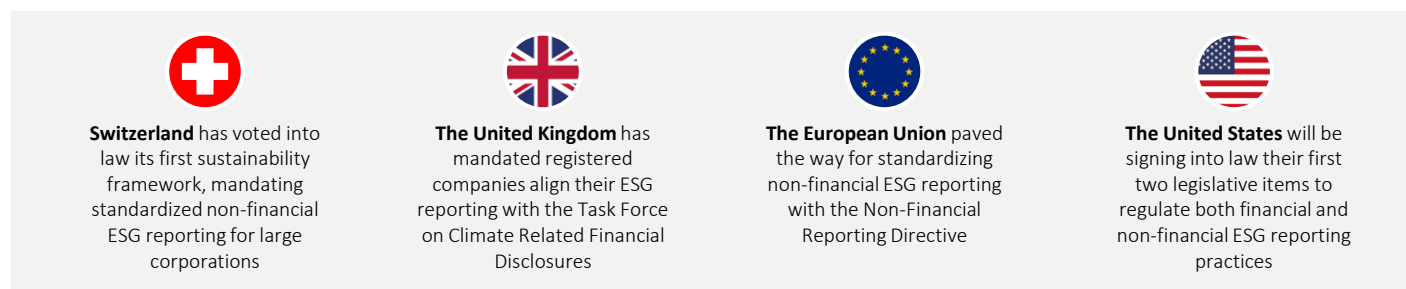 Switzerland has voted into
law its first sustainability
framework, mandating
standardized non-financial
ESG reporting for large
corporations
The United Kingdom has
mandated registered
companies align their ESG
reporting with the Task Force
on Climate Related Financial
Disclosures
The European Union paved
the way for standardizing
non-financial ESG reporting
with the Non-Financial
Reporting Directive
The United States will be
signing into law their first
two legislative items to
regulate both financial and
non-financial ESG reporting
practices